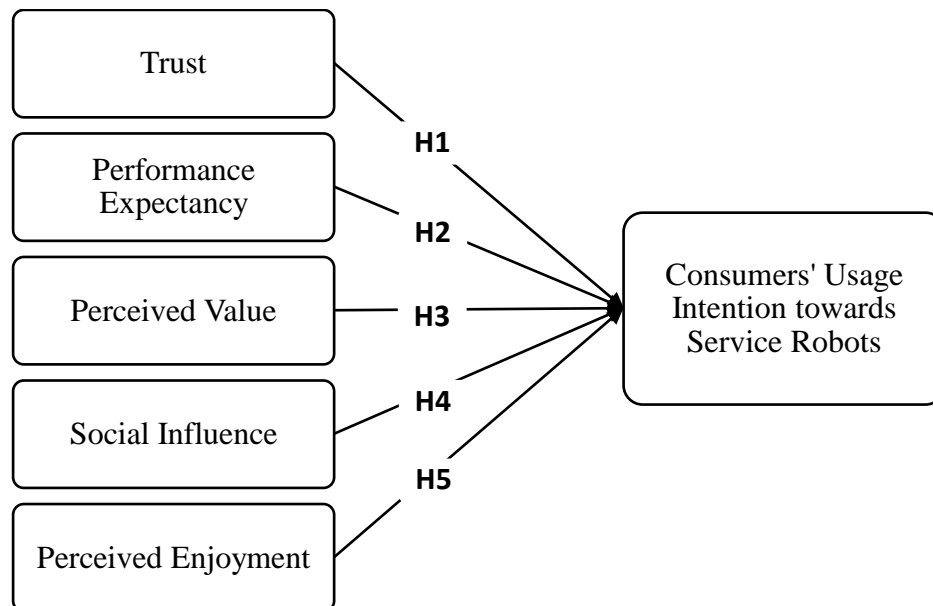 Trust
H1
Performance
Expectancy
H2
Perceived Value
H3
Consumers' Usage
Intention towards
Service Robots
Social Influence
H4
Perceived Enjoyment
H5